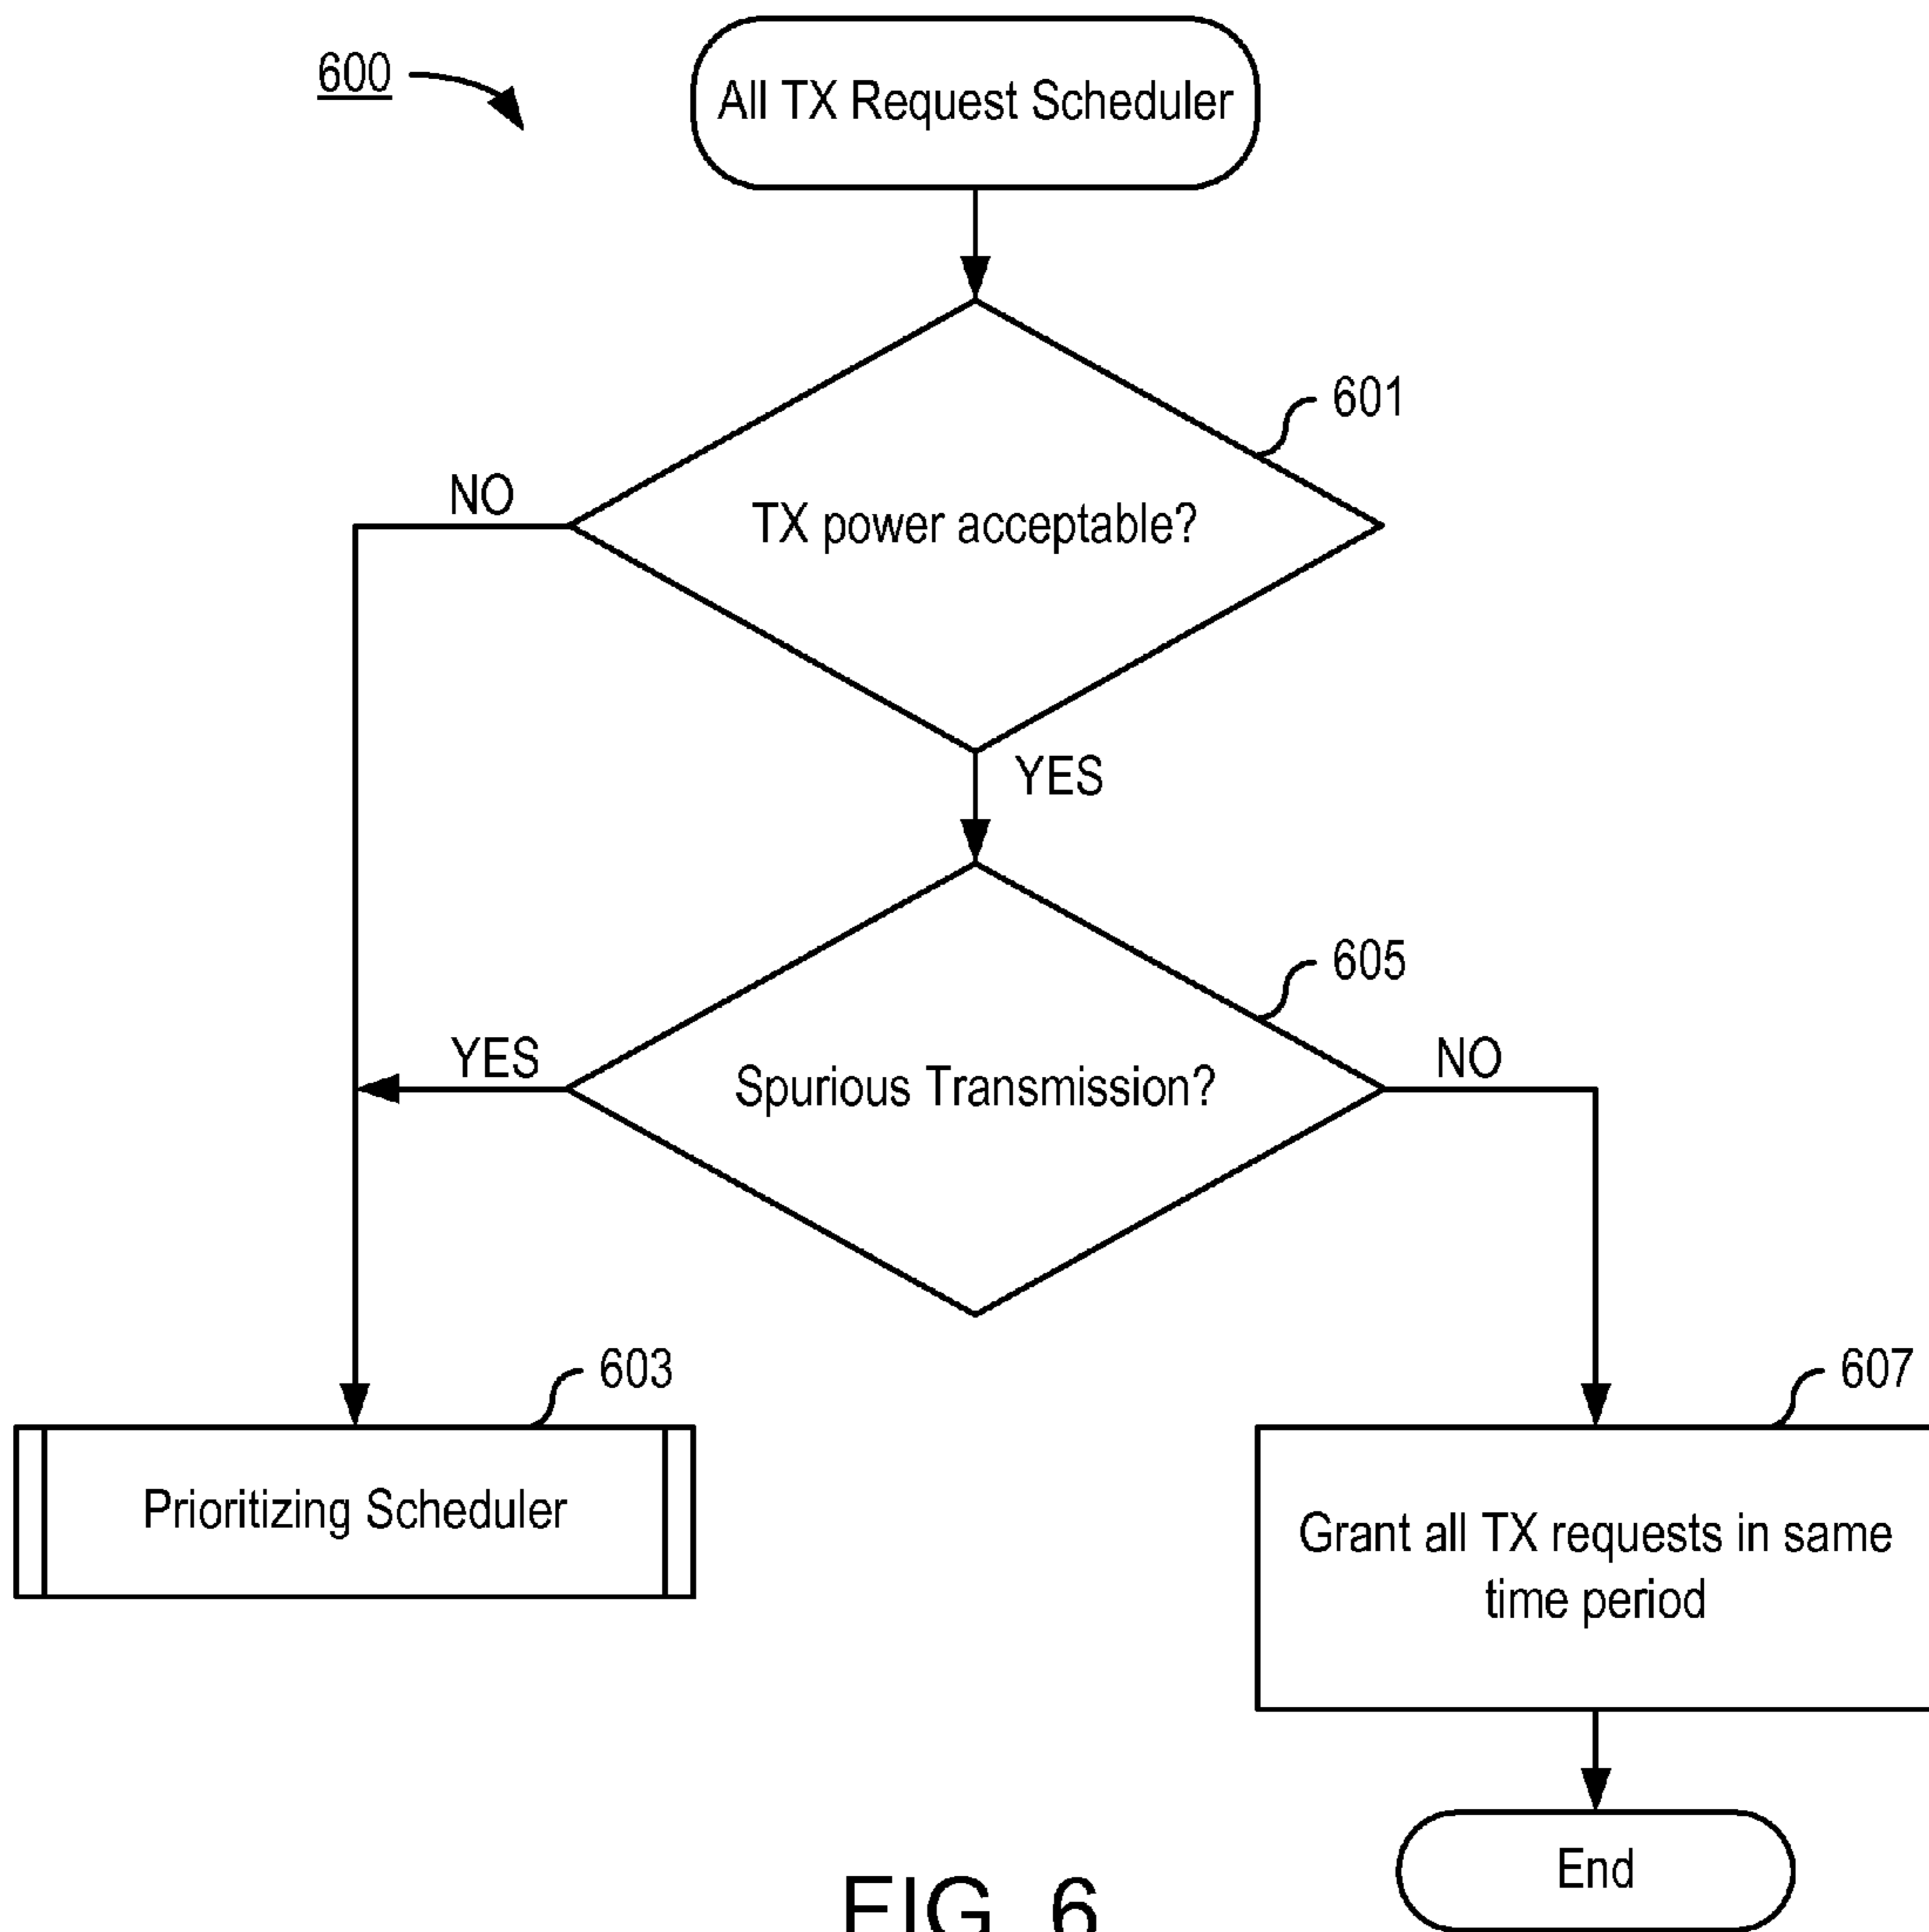 600
All TX Request Scheduler
601
TX power acceptable?
NO
YES
605
Spurious Transmission?
YES
NO
603
Prioritizing Scheduler
607
Grant all TX requests in same
time period
End
FIG. 6